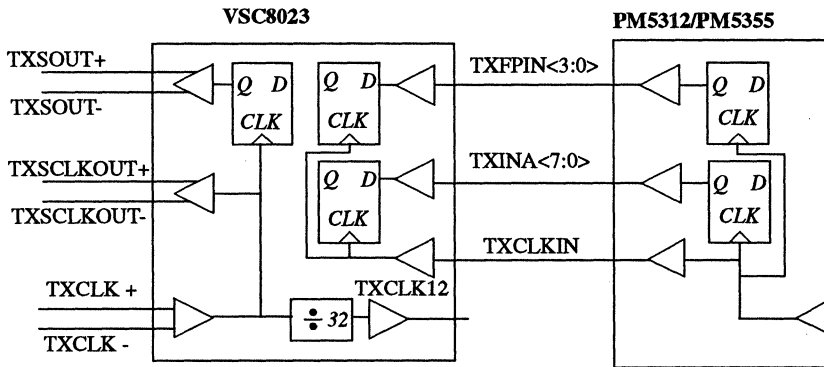 VSC8023
PM5312/PM5355
TXSOUT+
TXSOUT-
Q D
CLK
Q D
CLK
TXFPIN<3:0>
Q D
CLK
TXSCLKOUT+
TXSCLKOUT-
Q D
CLK
TXINA<7:0>
Q D
CLK
TXCLKIN
TXCLK +
TXCLK -
÷ 32
TXCLK12